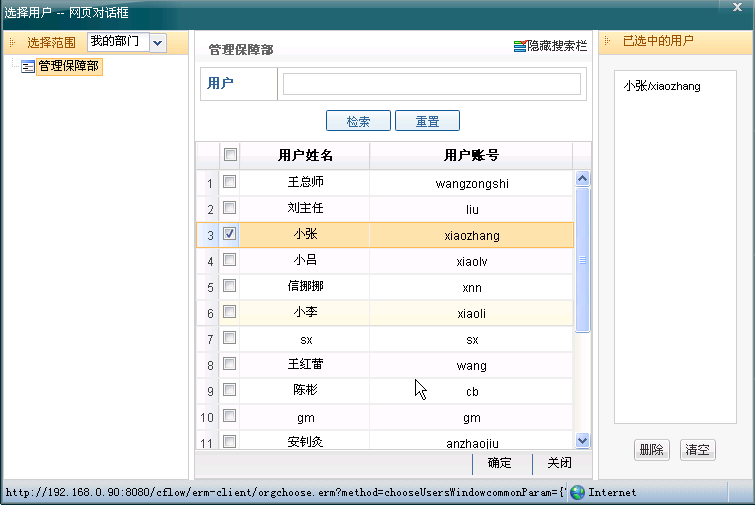 选择用户 -- 网页对话框
选择范围 我的部门
管理保障部
管理保障部 隐藏搜索栏
用户
检索 重置
用户姓名 用户账号
1 王总师 wangzongshi
2 刘主任 liu
3 小张 xiaozhang
4 小吕 xiaolv
5 信挪挪 xnn
6 小李 xiaoli
7 sx sx
8 王红蕾 wang
9 陈彬 cb
10 gm gm
11 安钊灸 anzhaojiu
确定 关闭
已选中的用户
小张/xiaozhang
删除 清空
http://192.168.0.90:8080/cflow/erm-client/orgchoose.erm?method=chooseUsersWindowcommonParam={' Internet